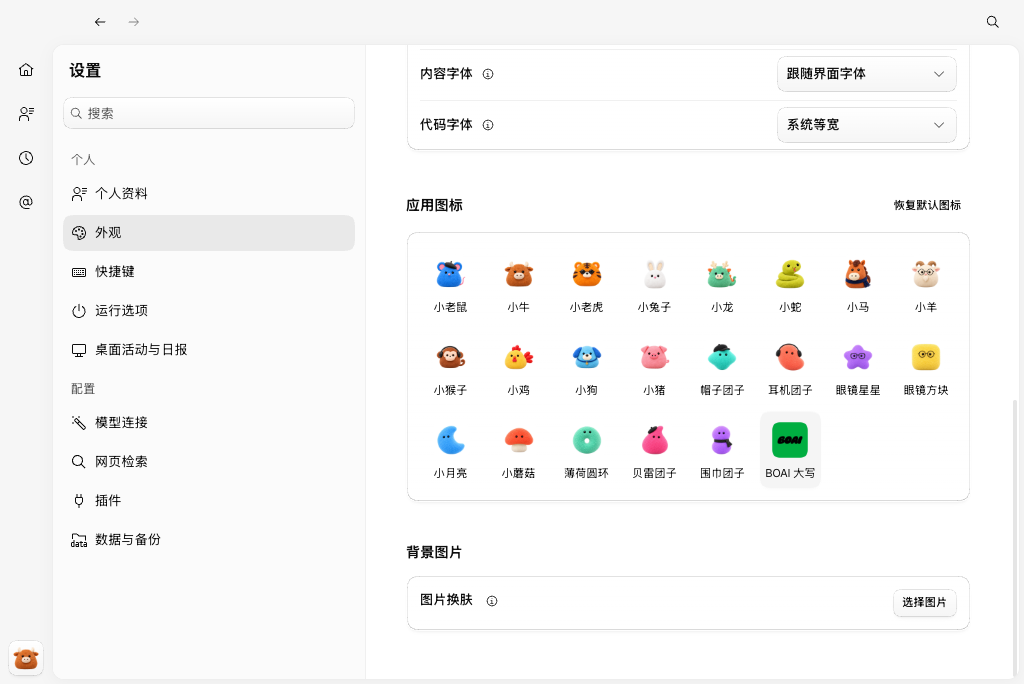 设置
搜索
个人
个人资料
外观
快捷键
运行选项
桌面活动与日报
配置
模型连接
网页检索
插件
data 数据与备份
内容字体
跟随界面字体
代码字体
系统等宽
应用图标
恢复默认图标
小老鼠 小牛 小老虎 小兔子 小龙 小蛇 小马 小羊
小猴子 小鸡 小狗 小猪 帽子团子 耳机团子 眼镜星星 眼镜方块
GOAI
小月亮 小蘑菇 薄荷圆环 贝雷团子 围巾团子 BOAI 大写
背景图片
图片换肤
选择图片